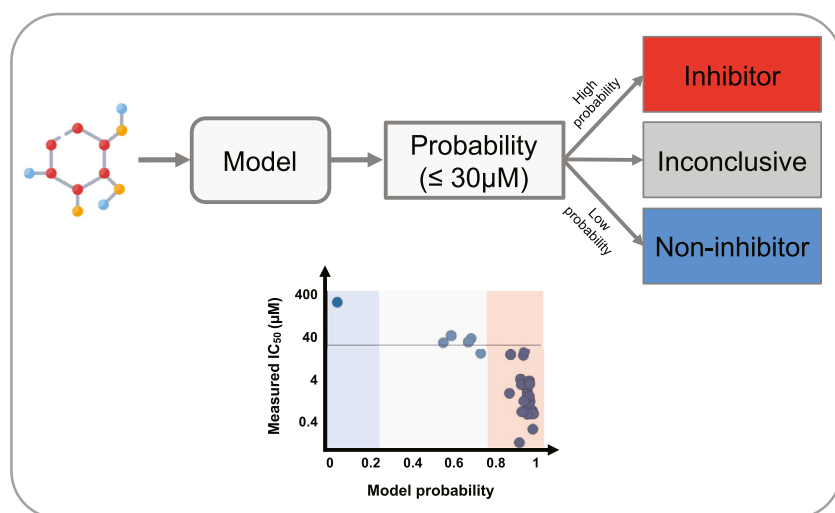 High
probability
Inhibitor
Model
Probability
(≤ 30µM)
Inconclusive
Low
probability
Non-inhibitor
Measured IC50 (µM)
400
40
4
0.4
0 0.2 0.4 0.6 0.8 1
Model probability